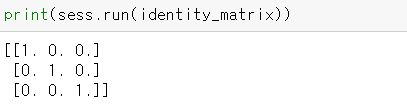 print(sess.run(identity_matrix))
[[1. 0. 0.]
 [0. 1. 0.]
 [0. 0. 1.]]